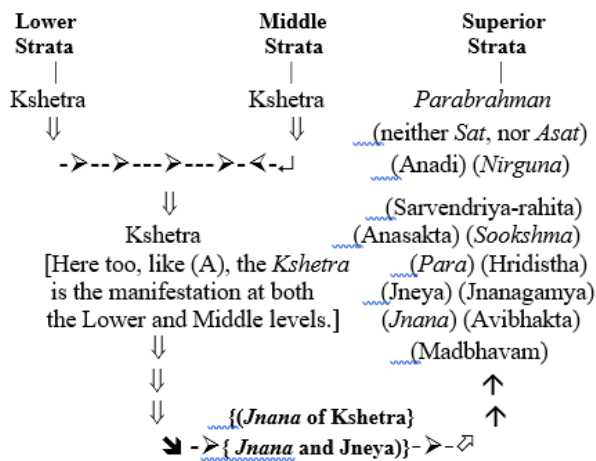 Lower Middle Superior
Strata Strata Strata
Kshetra Kshetra Parabrahman
(neither Sat, nor Asat)
(Anadi) (Nirguna)
(Sarvendriya-rahita)
Kshetra (Anasakta) (Sookshma)
[Here too, like (A), the Kshetra (Para) (Hridistha)
is the manifestation at both (Jneya) (Jnanagamya)
the Lower and Middle levels.] (Jnana) (Avibhakta)
(Madbhavam)
{(Jnana of Kshetra}
{ Jnana and Jneya)}